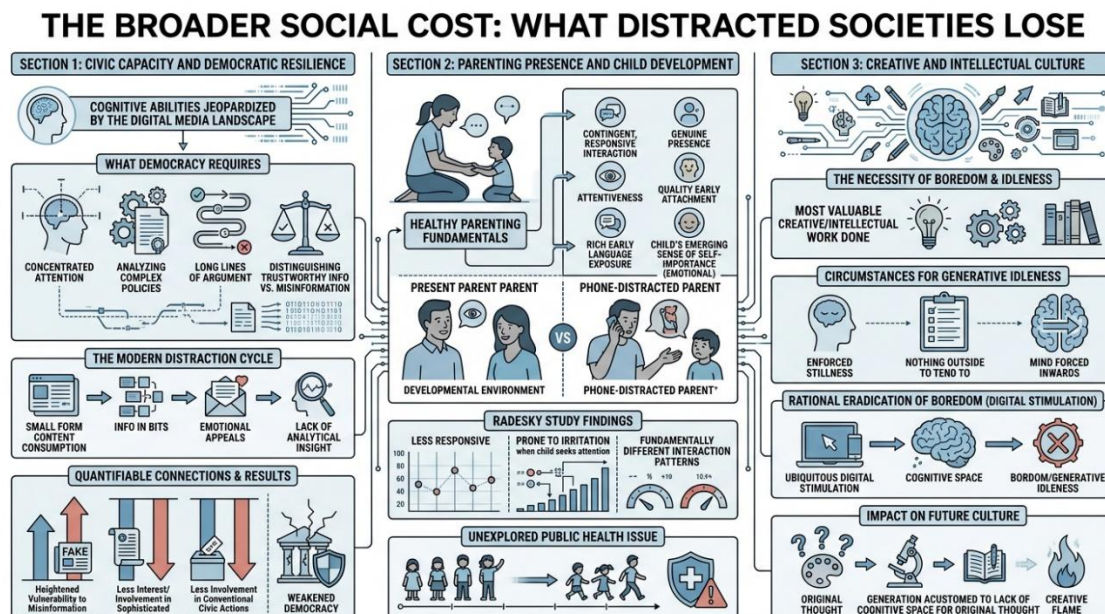 THE BROADER SOCIAL COST: WHAT DISTRACTED SOCIETIES LOSE
SECTION 1: CIVIC CAPACITY AND DEMOCRATIC RESILIENCE
COGNITIVE ABILITIES JEOPARDIZED
BY THE DIGITAL MEDIA LANDSCAPE
WHAT DEMOCRACY REQUIRES
CONCENTRATED
ATTENTION
ANALYZING
COMPLEX
POLICIES
LONG LINES
OF ARGUMENT
DISTINGUISHING
TRUSTWORTHY INFO
VS. MISINFORMATION
THE MODERN DISTRACTION CYCLE
SMALL FORM
CONTENT
CONSUMPTION
INFO IN BITS
EMOTIONAL
APPEALS
LACK OF
ANALYTICAL
INSIGHT
QUANTIFIABLE CONNECTIONS & RESULTS
FAKE
Heightened
Vulnerability to
Misinformation
Less Interest/
Involvement in
Sophisticated
Less Involvement
in Conventional
Civic Actions
WEAKENED
DEMOCRACY
SECTION 2: PARENTING PRESENCE AND CHILD DEVELOPMENT
HEALTHY PARENTING
FUNDAMENTALS
CONTINGENT,
RESPONSIVE
INTERACTION
GENUINE
PRESENCE
ATTENTIVENESS
QUALITY EARLY
ATTACHMENT
RICH EARLY
LANGUAGE
EXPOSURE
CHILD'S EMERGING
SENSE OF SELF-
IMPORTANCE
(EMOTIONAL)
PRESENT PARENT PARENT
PHONE-DISTRACTED PARENT
VS
DEVELOPMENTAL ENVIRONMENT
PHONE-DISTRACTED PARENT*
RADESKY STUDY FINDINGS
LESS RESPONSIVE
100
80
60
40
20
PRONE TO IRRITATION
when child seeks attention
FUNDAMENTALLY
DIFFERENT INTERACTION
PATTERNS
UNEXPLORED PUBLIC HEALTH ISSUE
SECTION 3: CREATIVE AND INTELLECTUAL CULTURE
THE NECESSITY OF BOREDOM & IDLENESS
MOST VALUABLE
CREATIVE/INTELLECTUAL
WORK DONE
CIRCUMSTANCES FOR GENERATIVE IDLENESS
ENFORCED
STILLNESS
NOTHING OUTSIDE
TO TEND TO
MIND FORCED
INWARDS
RATIONAL ERADICATION OF BOREDOM (DIGITAL STIMULATION)
UBIQUITOUS DIGITAL
STIMULATION
COGNITIVE SPACE
BORDOM/GENERATIVE
IDLENESS
IMPACT ON FUTURE CULTURE
ORIGINAL
THOUGHT
GENERATION ACUSTOMED TO LACK OF
COGNITIVE SPACE FOR ORIGINAL THOUGHT
CREATIVE
FLAME